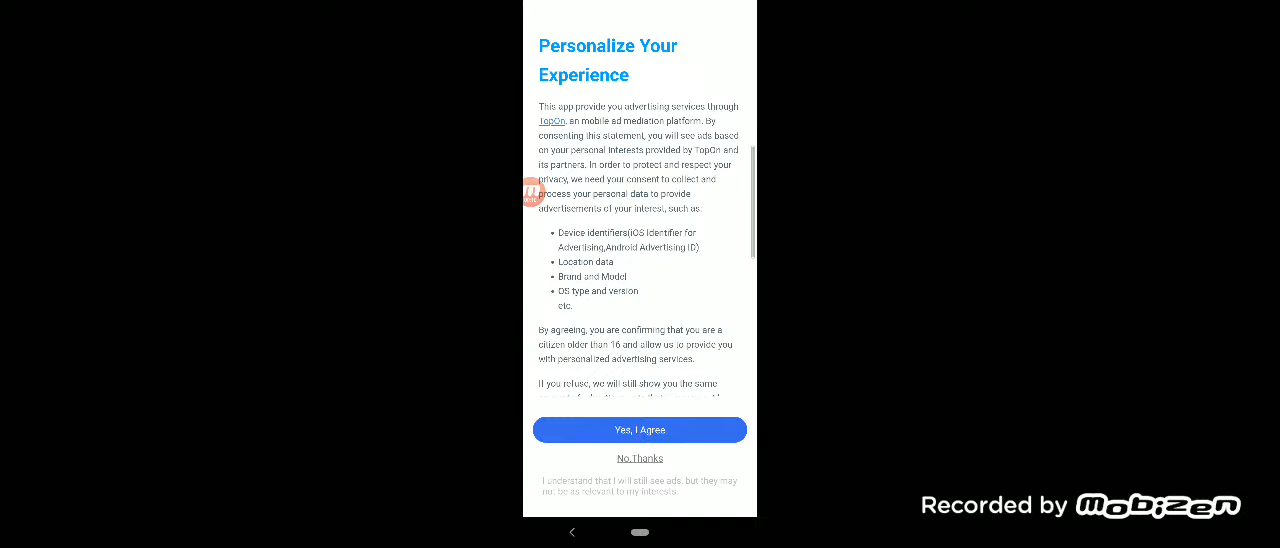 Personalize Your
Experience
This app provide you advertising services through
TopOn, an mobile ad mediation platform. By
consenting this statement, you will see ads based
on your personal interests provided by TopOn and
its partners. In order to protect and respect your
privacy, we need your consent to collect and
process your personal data to provide
advertisements of your interest, such as:
• Device identifiers(iOS Identifier for
Advertising,Android Advertising ID)
• Location data
• Brand and Model
• OS type and version
etc.
By agreeing, you are confirming that you are a
citizen older than 16 and allow us to provide you
with personalized advertising services.
If you refuse, we will still show you the same
Yes, I Agree
No.Thanks
I understand that I will still see ads, but they may
not be as relevant to my interests.
Recorded by mobizen